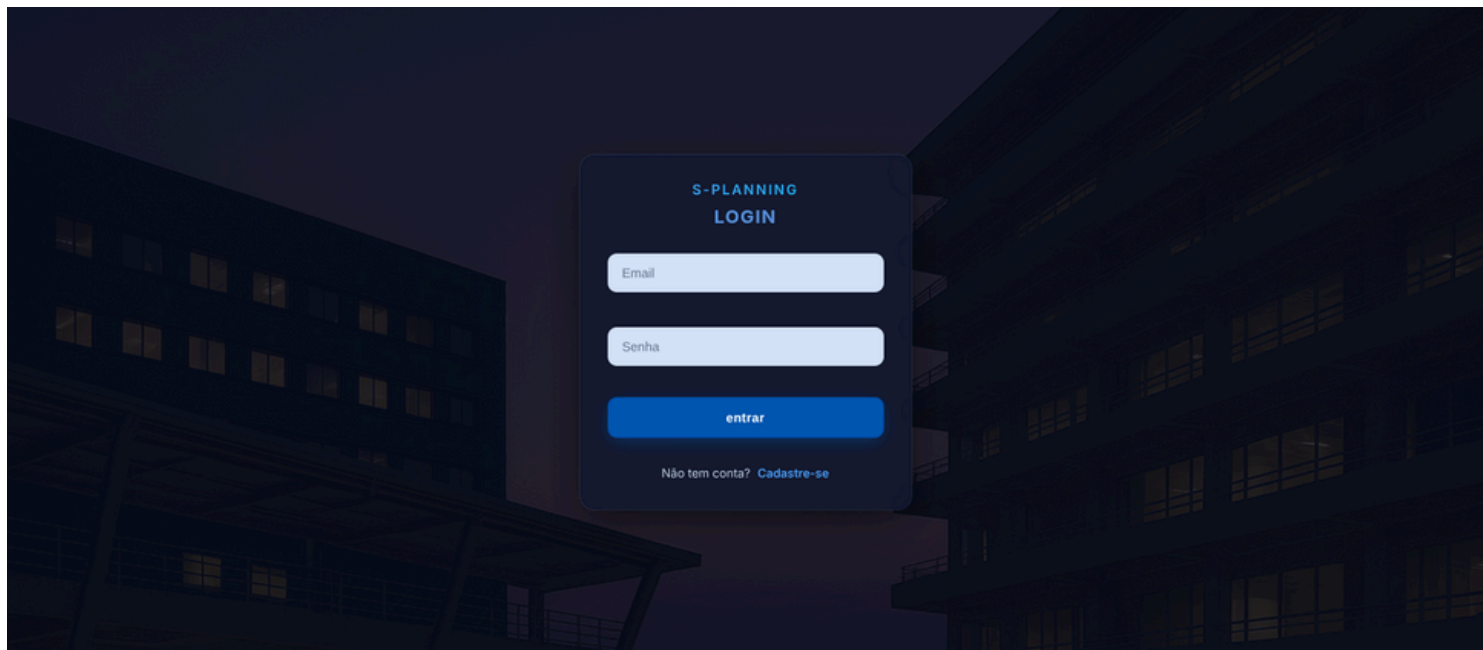 S-PLANNING
LOGIN
Email
Senha
entrar
Não tem conta? Cadastre-se